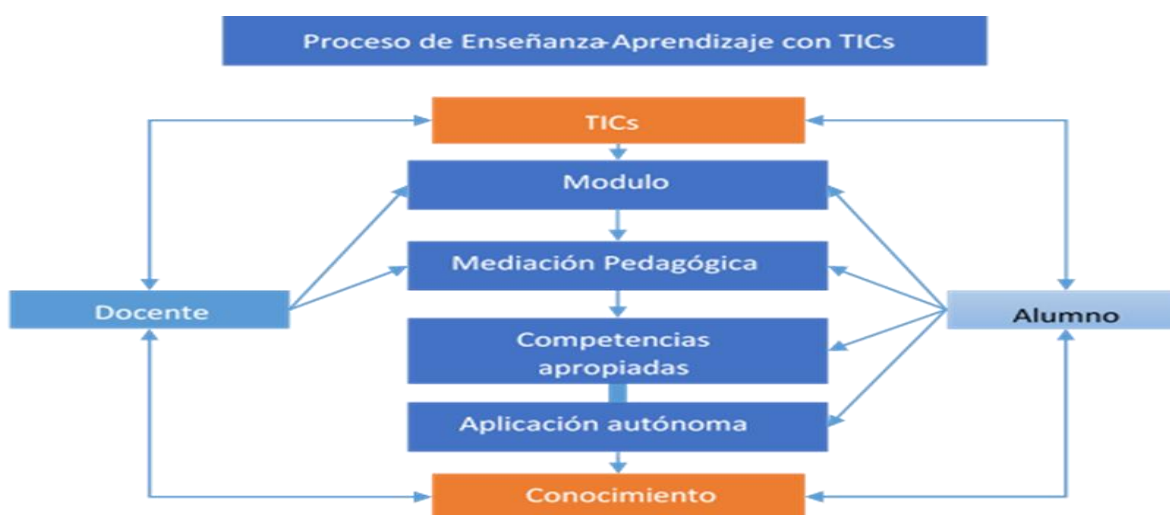 Proceso de Enseñanza-Aprendizaje con TICs
TICs
Modulo
Mediación Pedagógica
Docente
Alumno
Competencias
apropiadas
Aplicación autónoma
Conocimiento